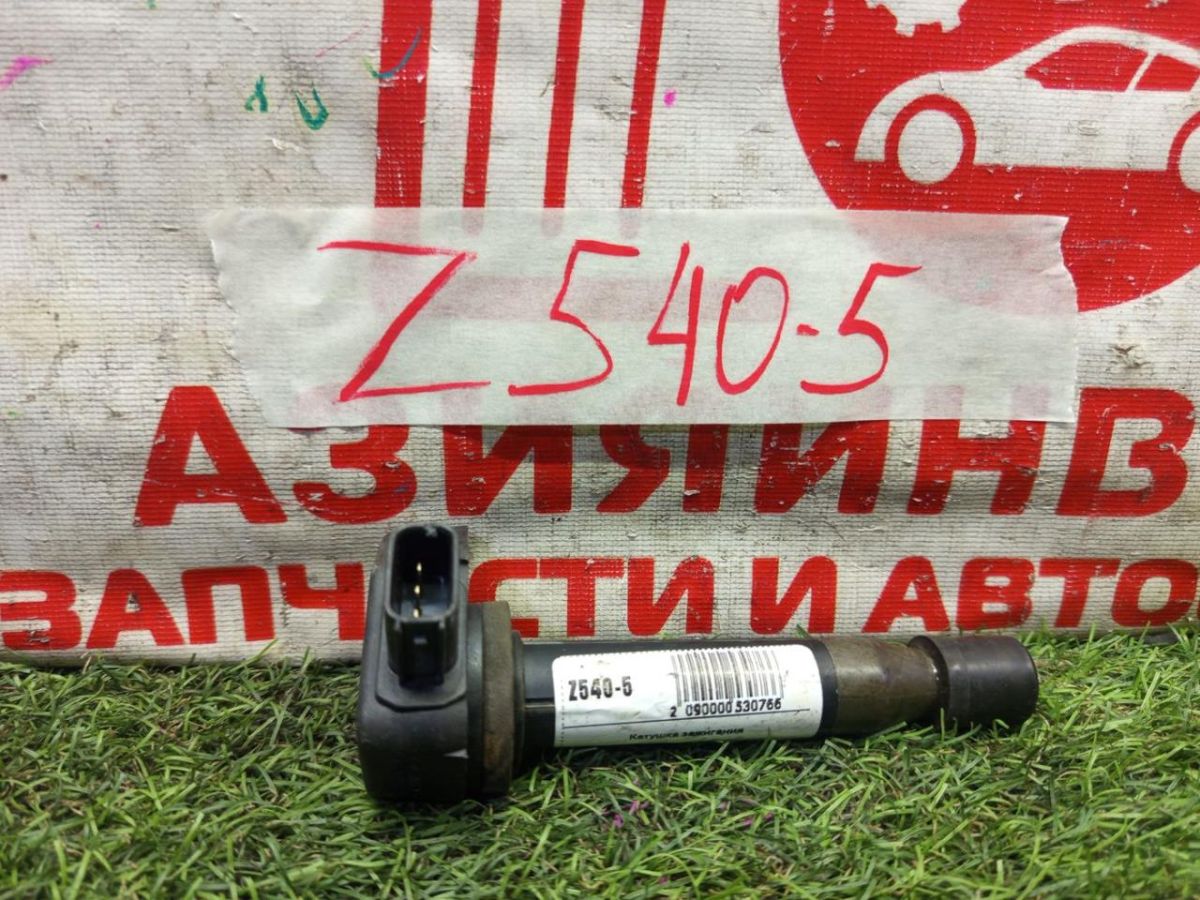 Z540-5
АЗИЯИНВ
ЗАПЧАСТИ И АВТО
Z540-5
2 090000 530766
Катушка зажигания